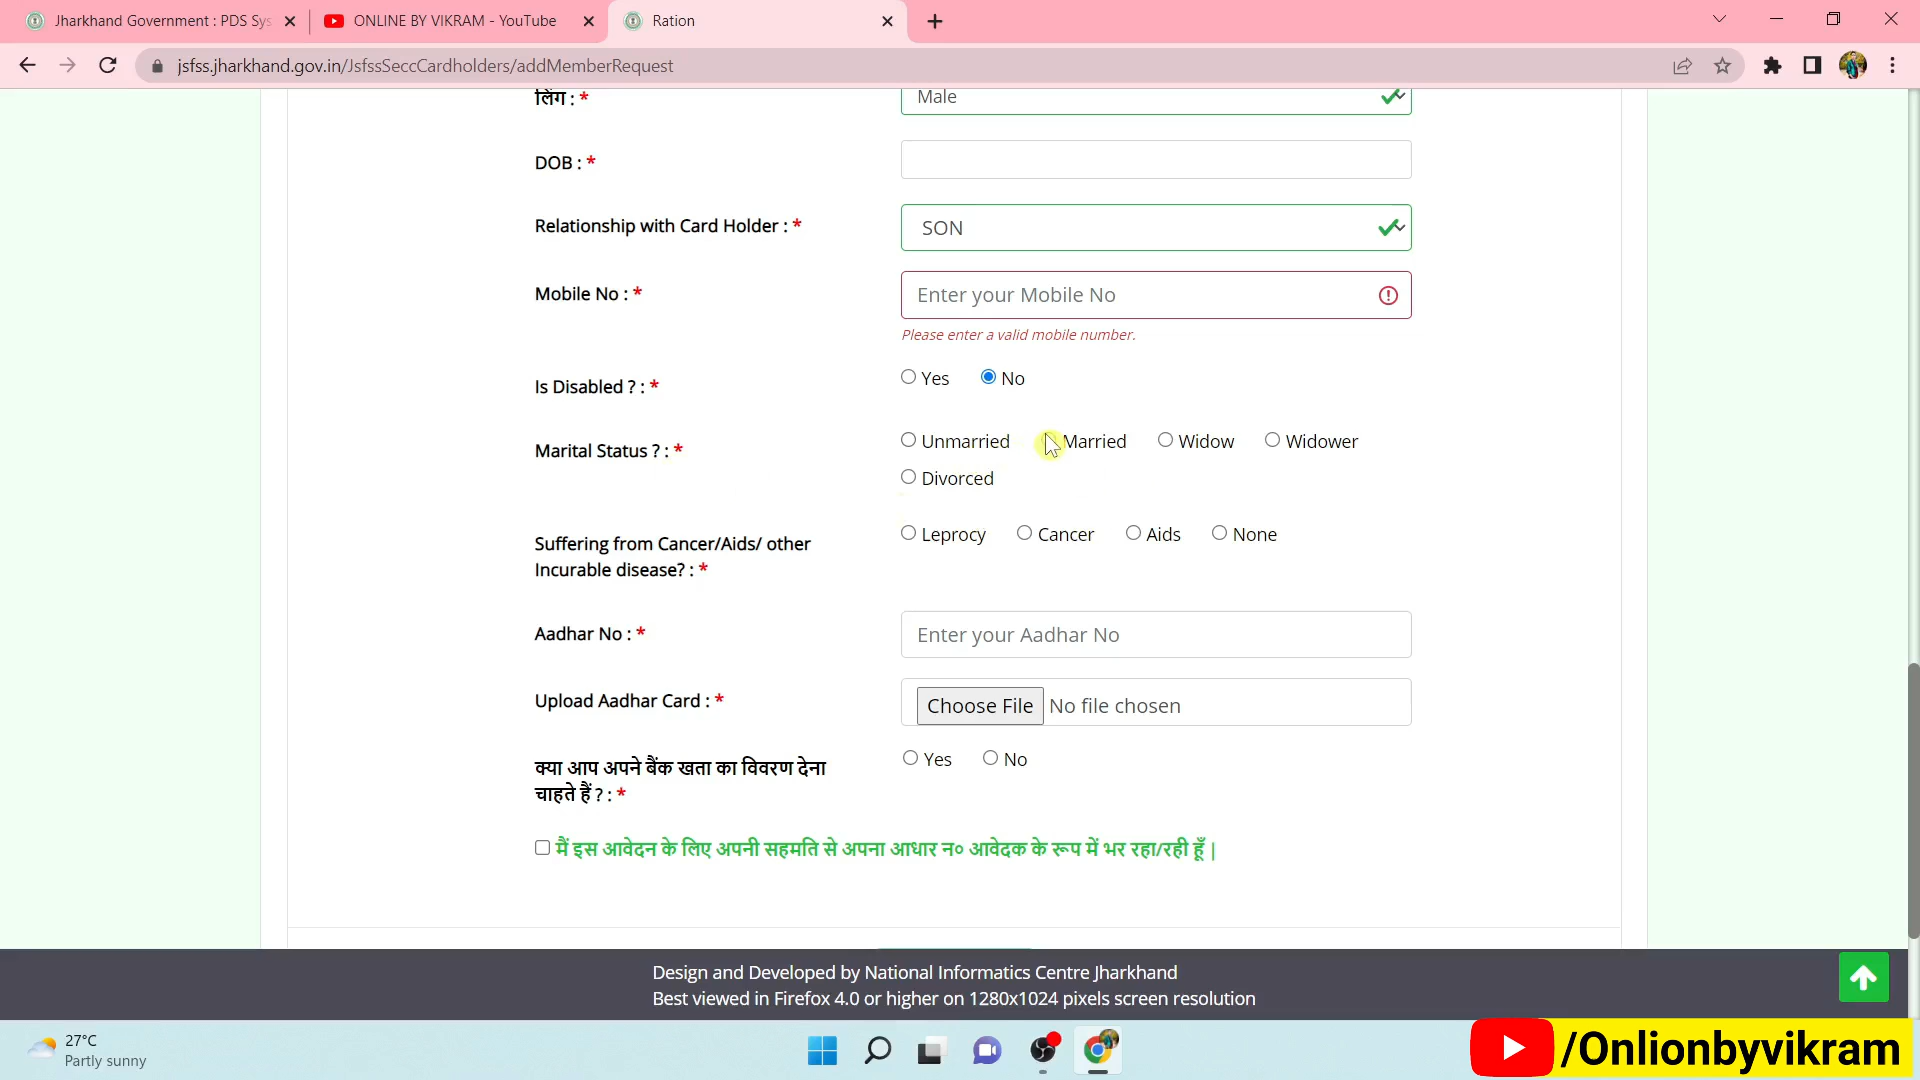 Jharkhand Government : PDS Sys
ONLINE BY VIKRAM - YouTube
Ration
jsfss.jharkhand.gov.in/JsfssSeccCardholders/addMemberRequest
लिंग : *
Male
DOB : *
Relationship with Card Holder : *
SON
Mobile No : *
Enter your Mobile No
Please enter a valid mobile number.
Is Disabled ? : *
Yes No
Marital Status ? : *
Unmarried Married Widow Widower
Divorced
Suffering from Cancer/Aids/ other
Incurable disease? : *
Leprocy Cancer Aids None
Aadhar No : *
Enter your Aadhar No
Upload Aadhar Card : *
Choose File No file chosen
क्या आप अपने बैंक खता का विवरण देना
चाहते हैं ? : *
Yes No
मैं इस आवेदन के लिए अपनी सहमति से अपना आधार न० आवेदक के रूप में भर रहा/रही हूँ |
Design and Developed by National Informatics Centre Jharkhand
Best viewed in Firefox 4.0 or higher on 1280x1024 pixels screen resolution
27°C
Partly sunny
/Onlionbyvikram